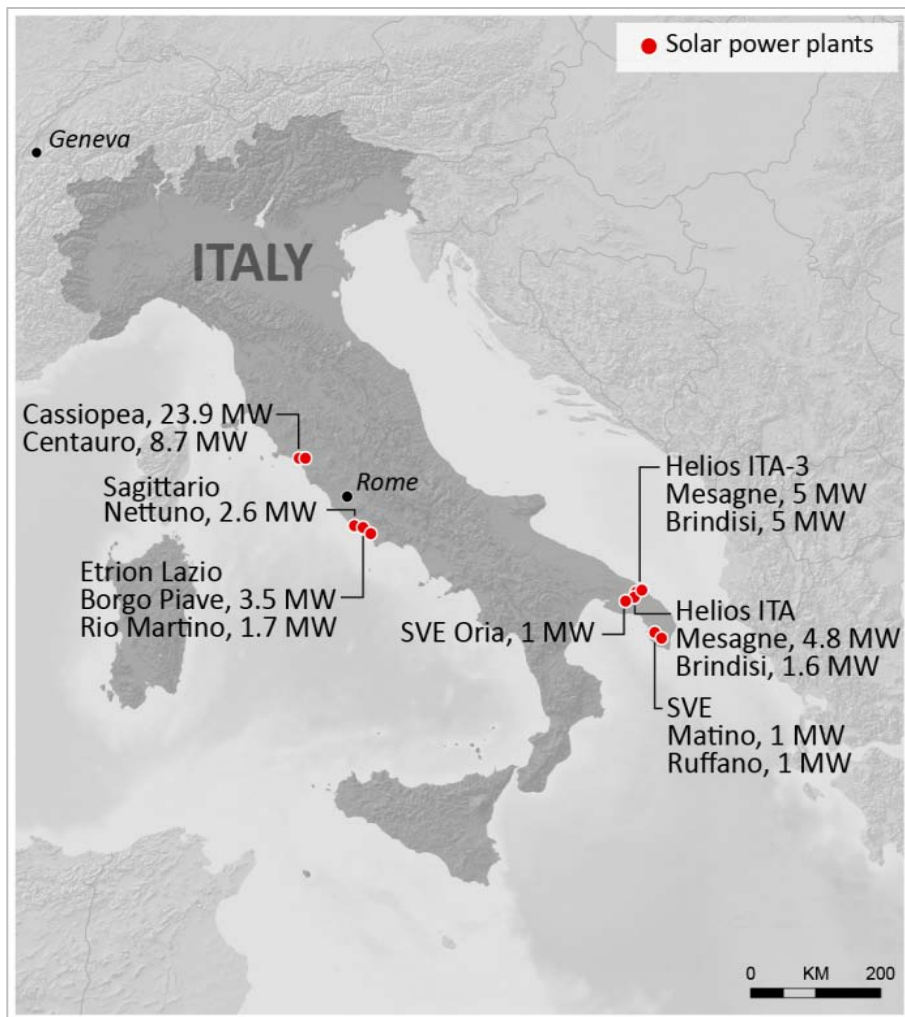 Solar power plants
Geneva
ITALY
Cassiopea, 23.9 MW
Centauro, 8.7 MW
Rome
Sagittario
Nettuno, 2.6 MW
Etrion Lazio
Borgo Piave, 3.5 MW
Rio Martino, 1.7 MW
Helios ITA-3
Mesagne, 5 MW
Brindisi, 5 MW
SVE Oria, 1 MW
Helios ITA
Mesagne, 4.8 MW
Brindisi, 1.6 MW
SVE
Matino, 1 MW
Ruffano, 1 MW
0 KM 200